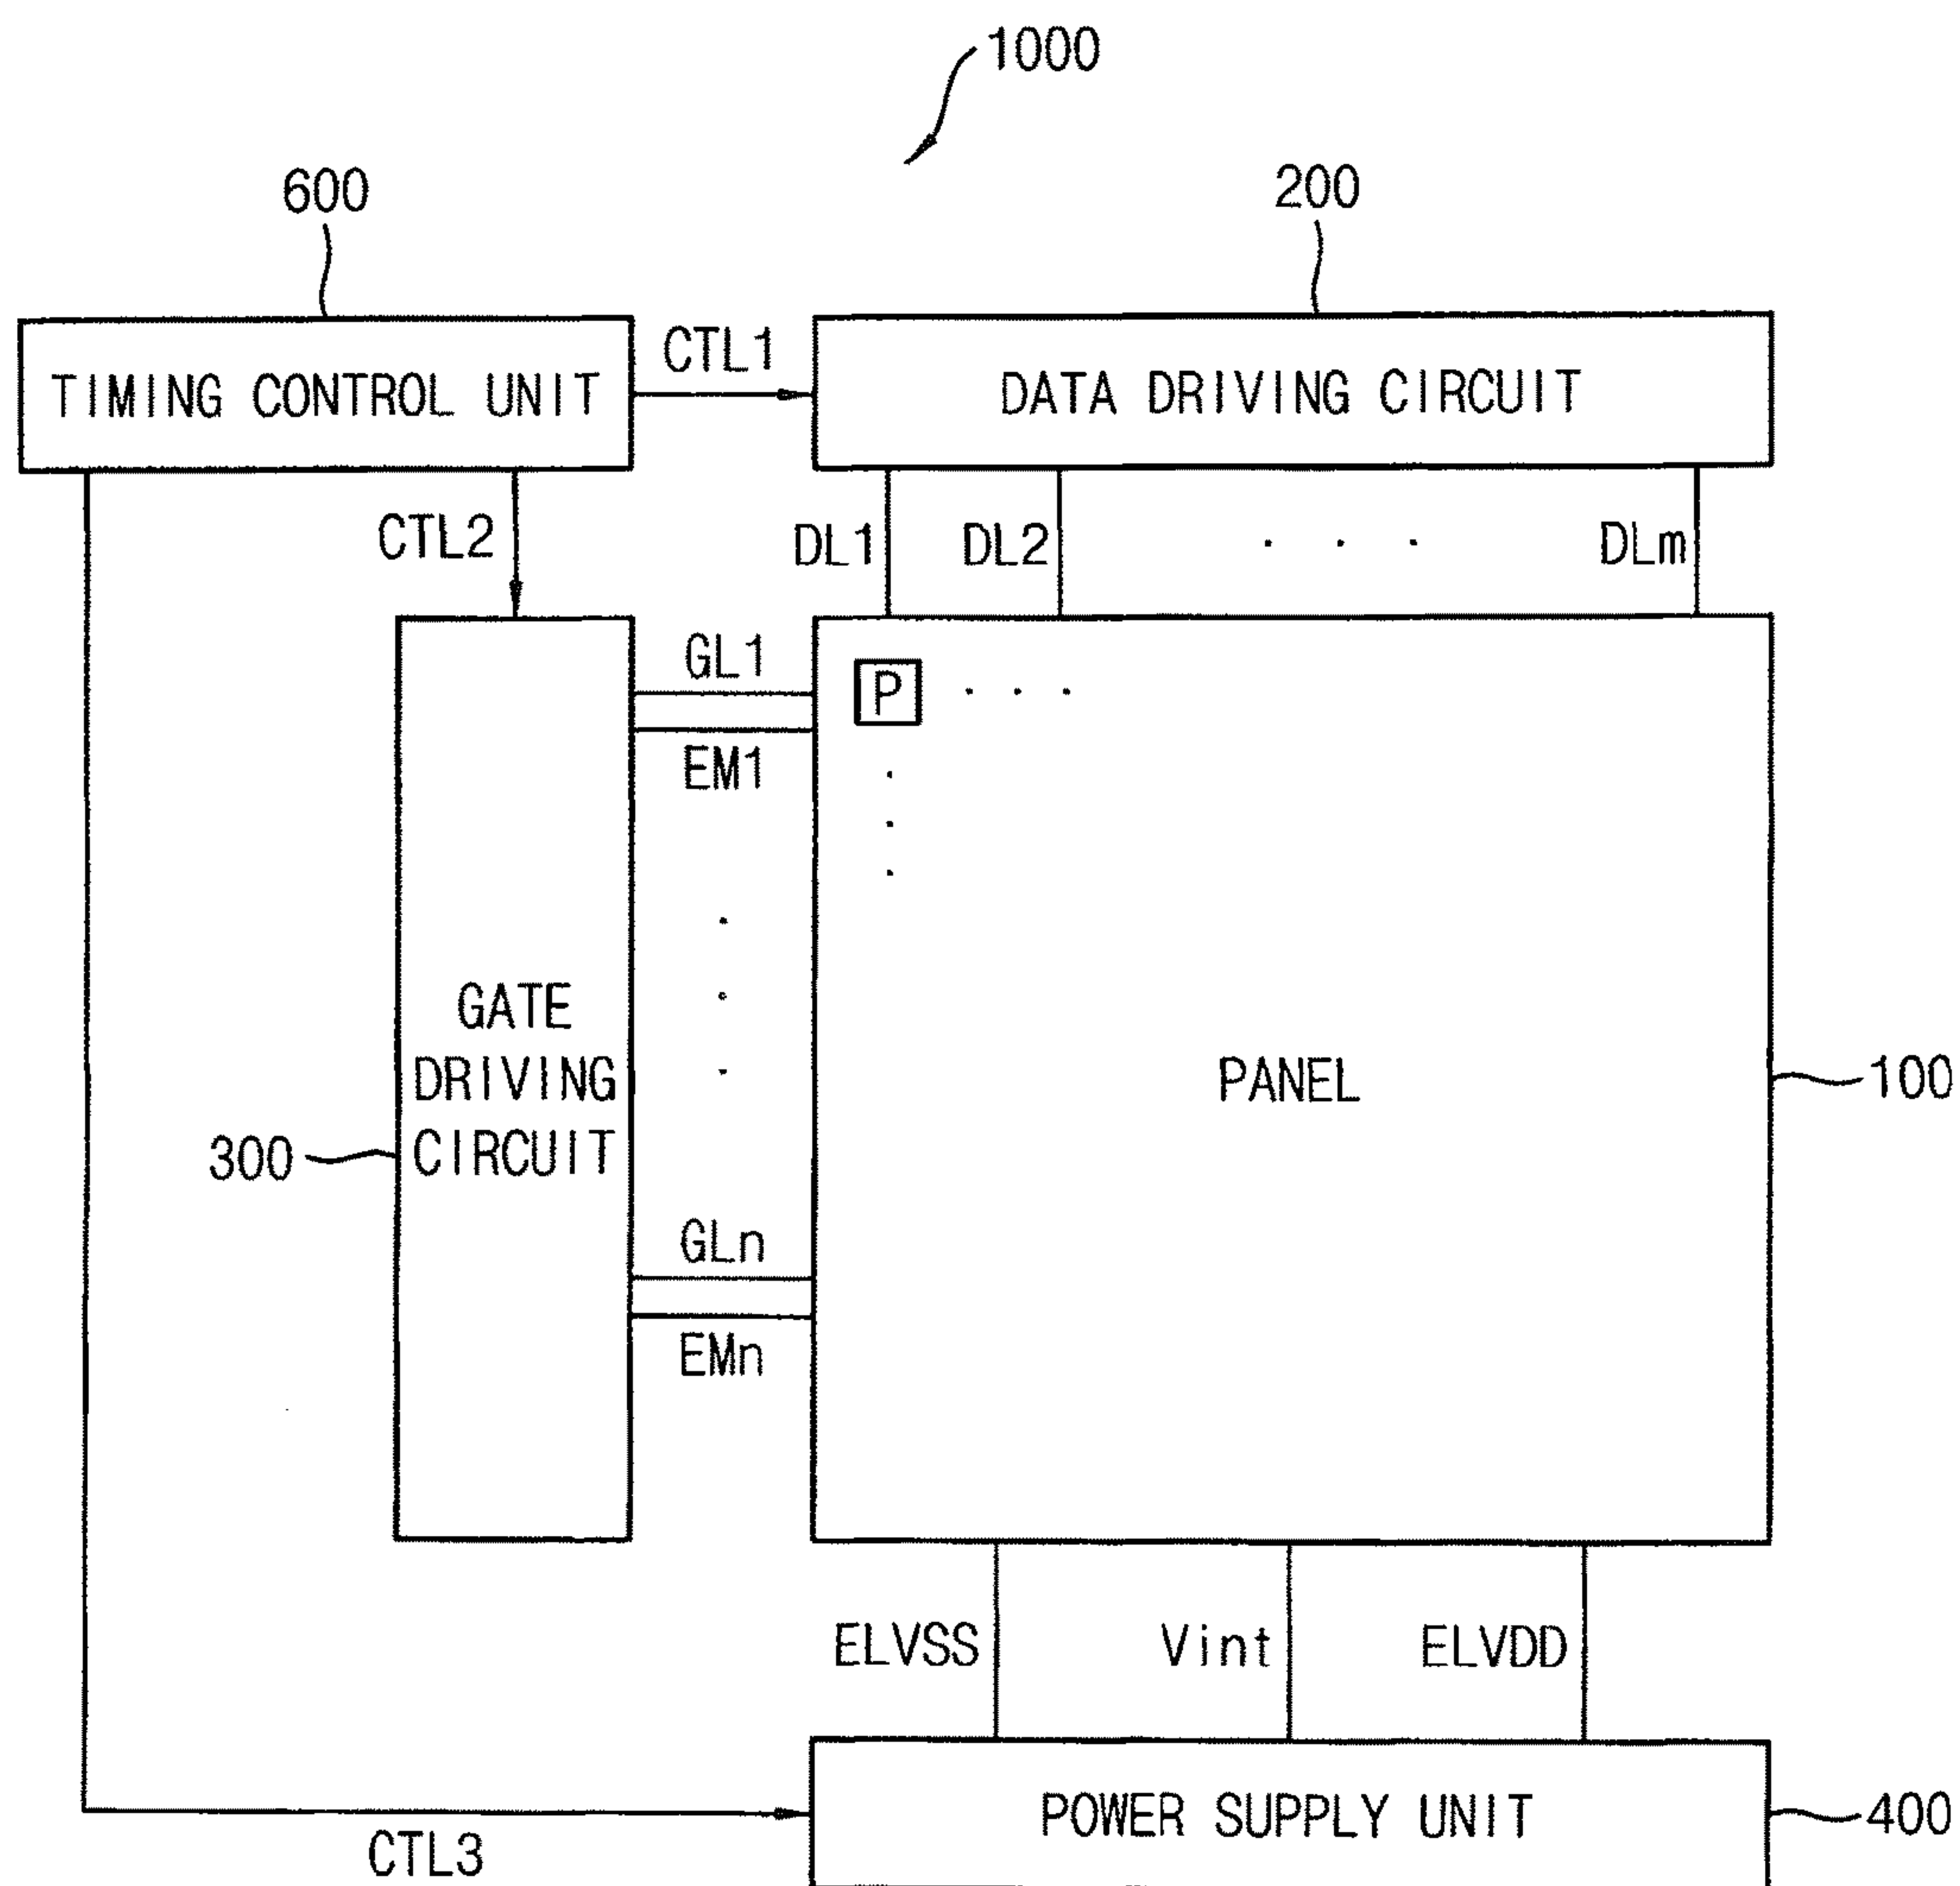 1000
600
200
TIMING CONTROL UNIT
CTL1
DATA DRIVING CIRCUIT
CTL2
DL1
DL2
. . .
DLm
GL1
EM1
P
. . .
GATE
DRIVING
CIRCUIT
300
PANEL
100
GLn
EMn
ELVSS
Vint
ELVDD
POWER SUPPLY UNIT
400
CTL3